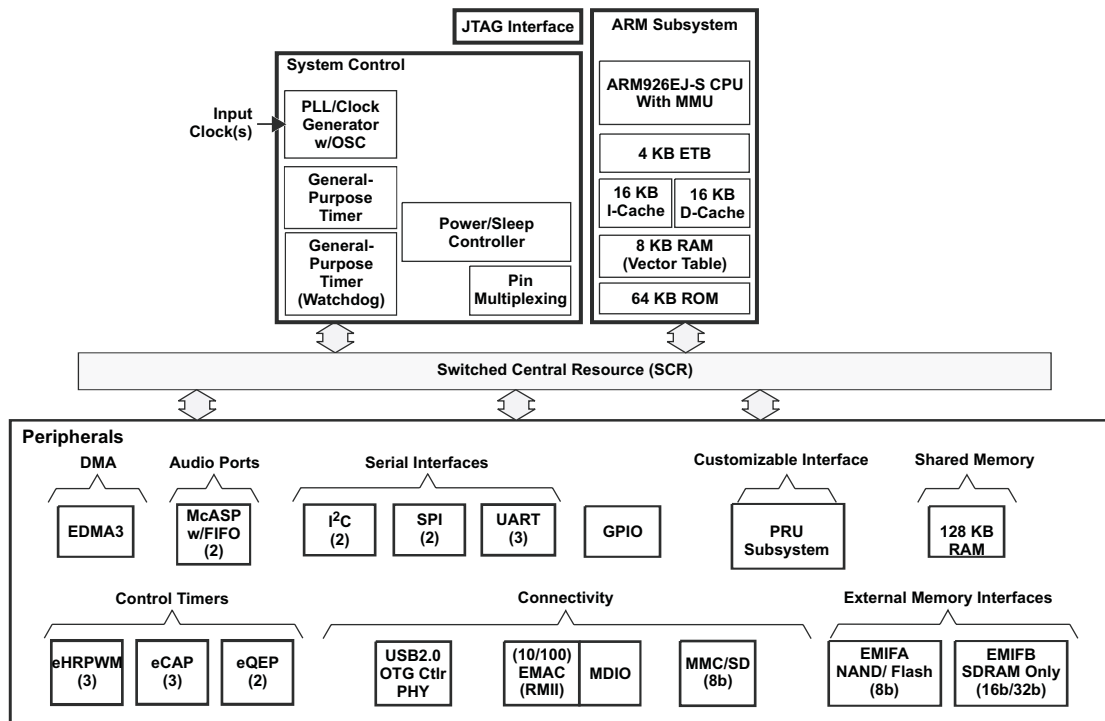 JTAG Interface
ARM Subsystem
System Control
Input
Clock(s)
PLL/Clock
Generator
w/OSC
General-
Purpose
Timer
General-
Purpose
Timer
(Watchdog)
Power/Sleep
Controller
Pin
Multiplexing
ARM926EJ-S CPU
With MMU
4 KB ETB
16 KB
I-Cache
16 KB
D-Cache
8 KB RAM
(Vector Table)
64 KB ROM
Switched Central Resource (SCR)
Peripherals
DMA
EDMA3
Audio Ports
McASP
w/FIFO
(2)
Serial Interfaces
I²C
(2)
SPI
(2)
UART
(3)
GPIO
Customizable Interface
PRU
Subsystem
Shared Memory
128 KB
RAM
Control Timers
eHRPWM
(3)
eCAP
(3)
eQEP
(2)
Connectivity
USB2.0
OTG Ctlr
PHY
(10/100)
EMAC
(RMII)
MDIO
MMC/SD
(8b)
External Memory Interfaces
EMIFA
NAND/ Flash
(8b)
EMIFB
SDRAM Only
(16b/32b)